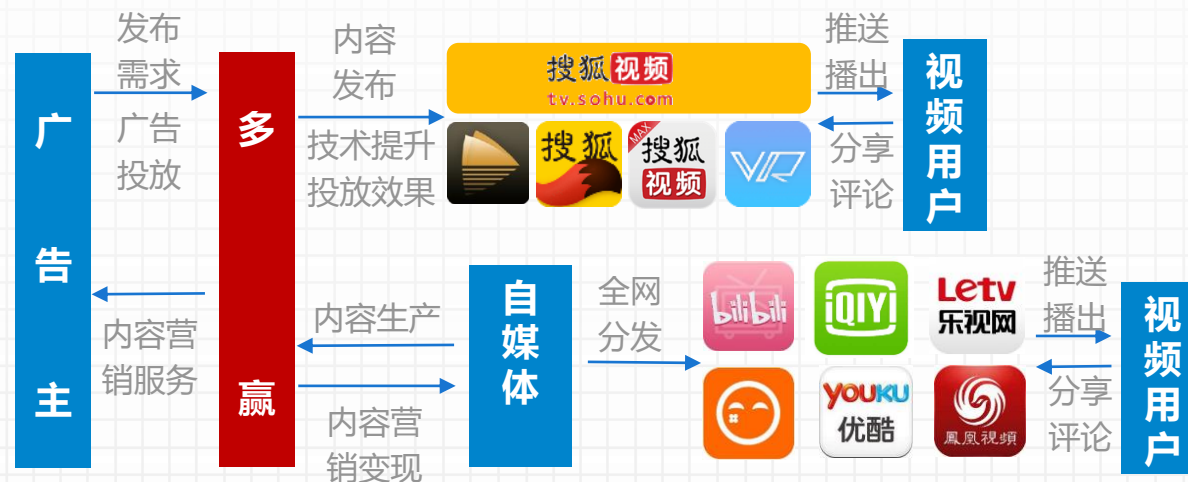 广告主
发布
需求
广告
投放
内容营
销服务
多赢
内容
发布
技术提升
投放效果
内容生产
内容营
销变现
搜狐视频
tv.sohu.com
搜狐
MAX
搜狐
视频
VR
推送
播出
分享
评论
视频用户
自媒体
全网
分发
bilibili
iQIYI
Letv
乐视网
YOUKU
优酷
鳳凰視頻
推送
播出
分享
评论
视频用户